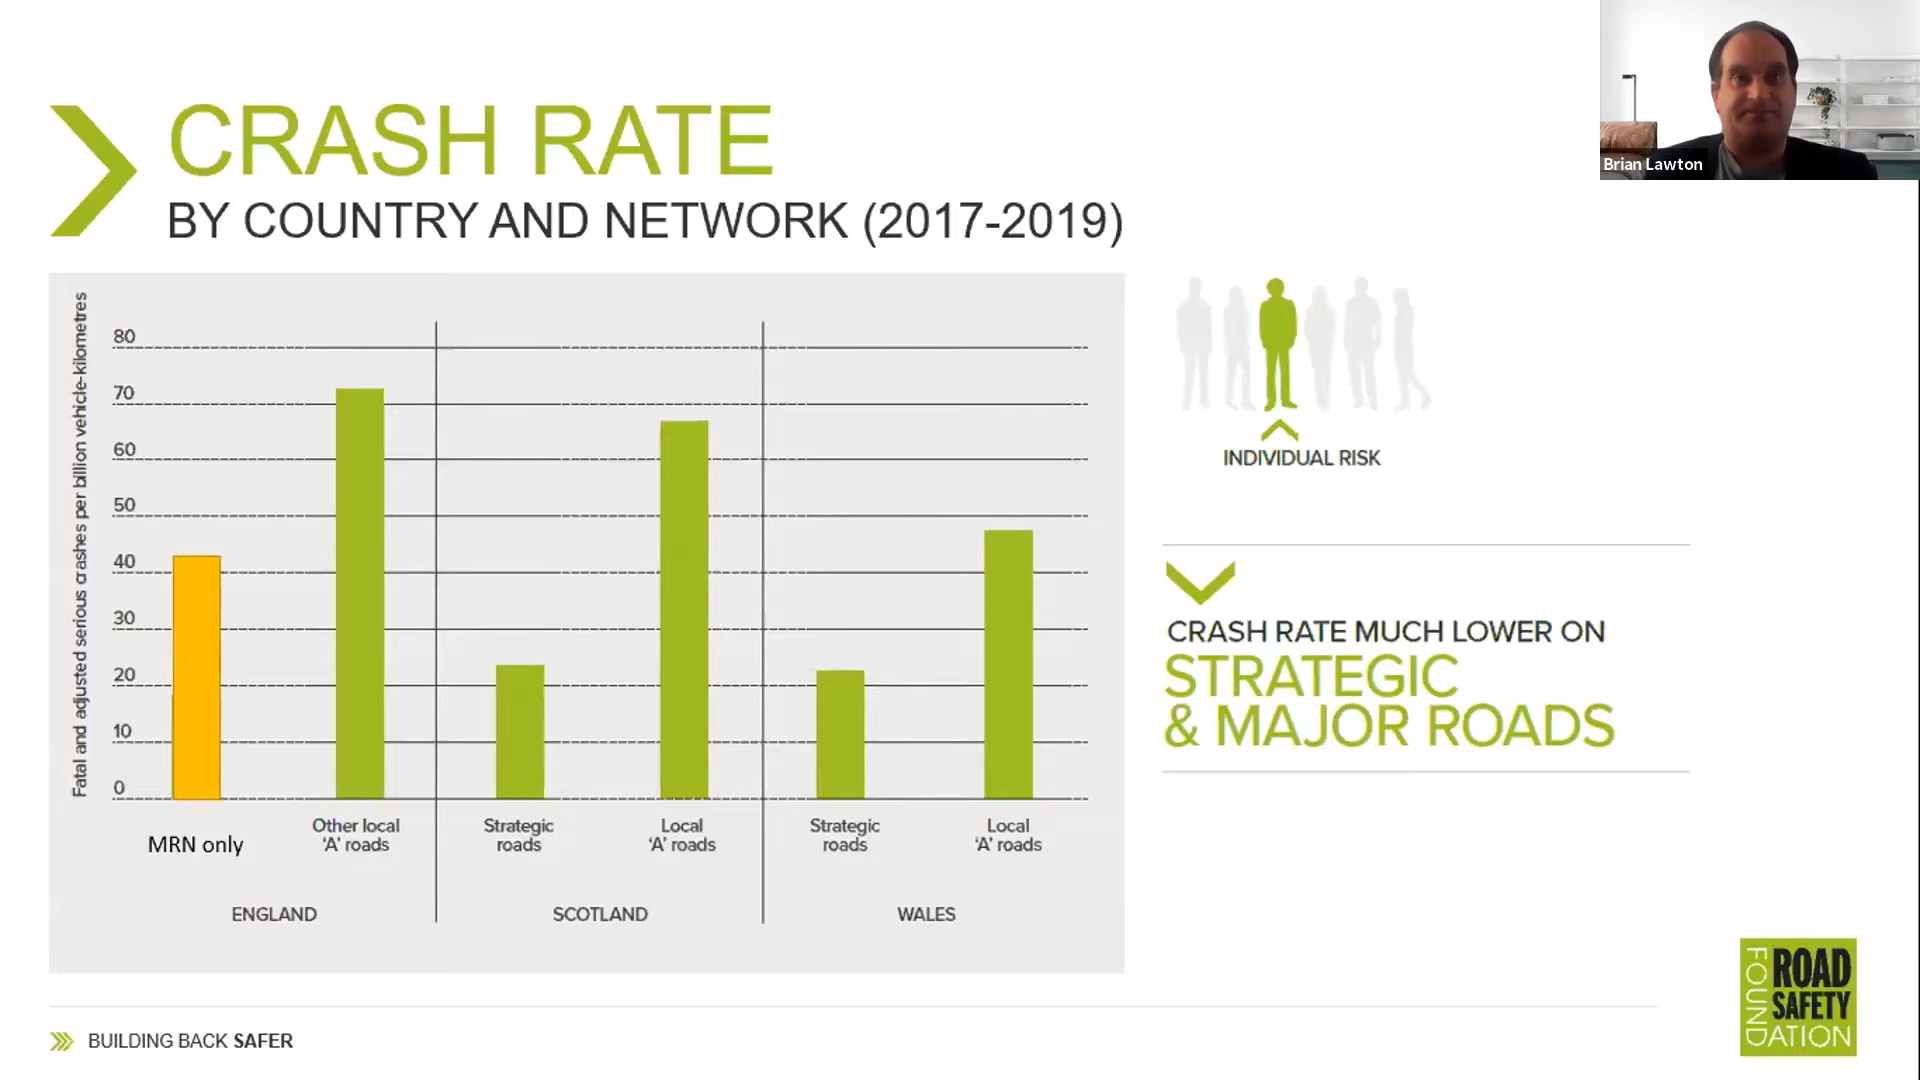 CRASH RATE
BY COUNTRY AND NETWORK (2017-2019)
Brian Lawton
Fatal and adjusted serious crashes per billion vehicle-kilometres
80
70
60
50
40
30
20
10
0
MRN only
Other local
‘A’ roads
Strategic
roads
Local
‘A’ roads
Strategic
roads
Local
‘A’ roads
ENGLAND
SCOTLAND
WALES
INDIVIDUAL RISK
CRASH RATE MUCH LOWER ON
STRATEGIC
& MAJOR ROADS
BUILDING BACK SAFER
ROAD
SAFETY
FOUNDATION